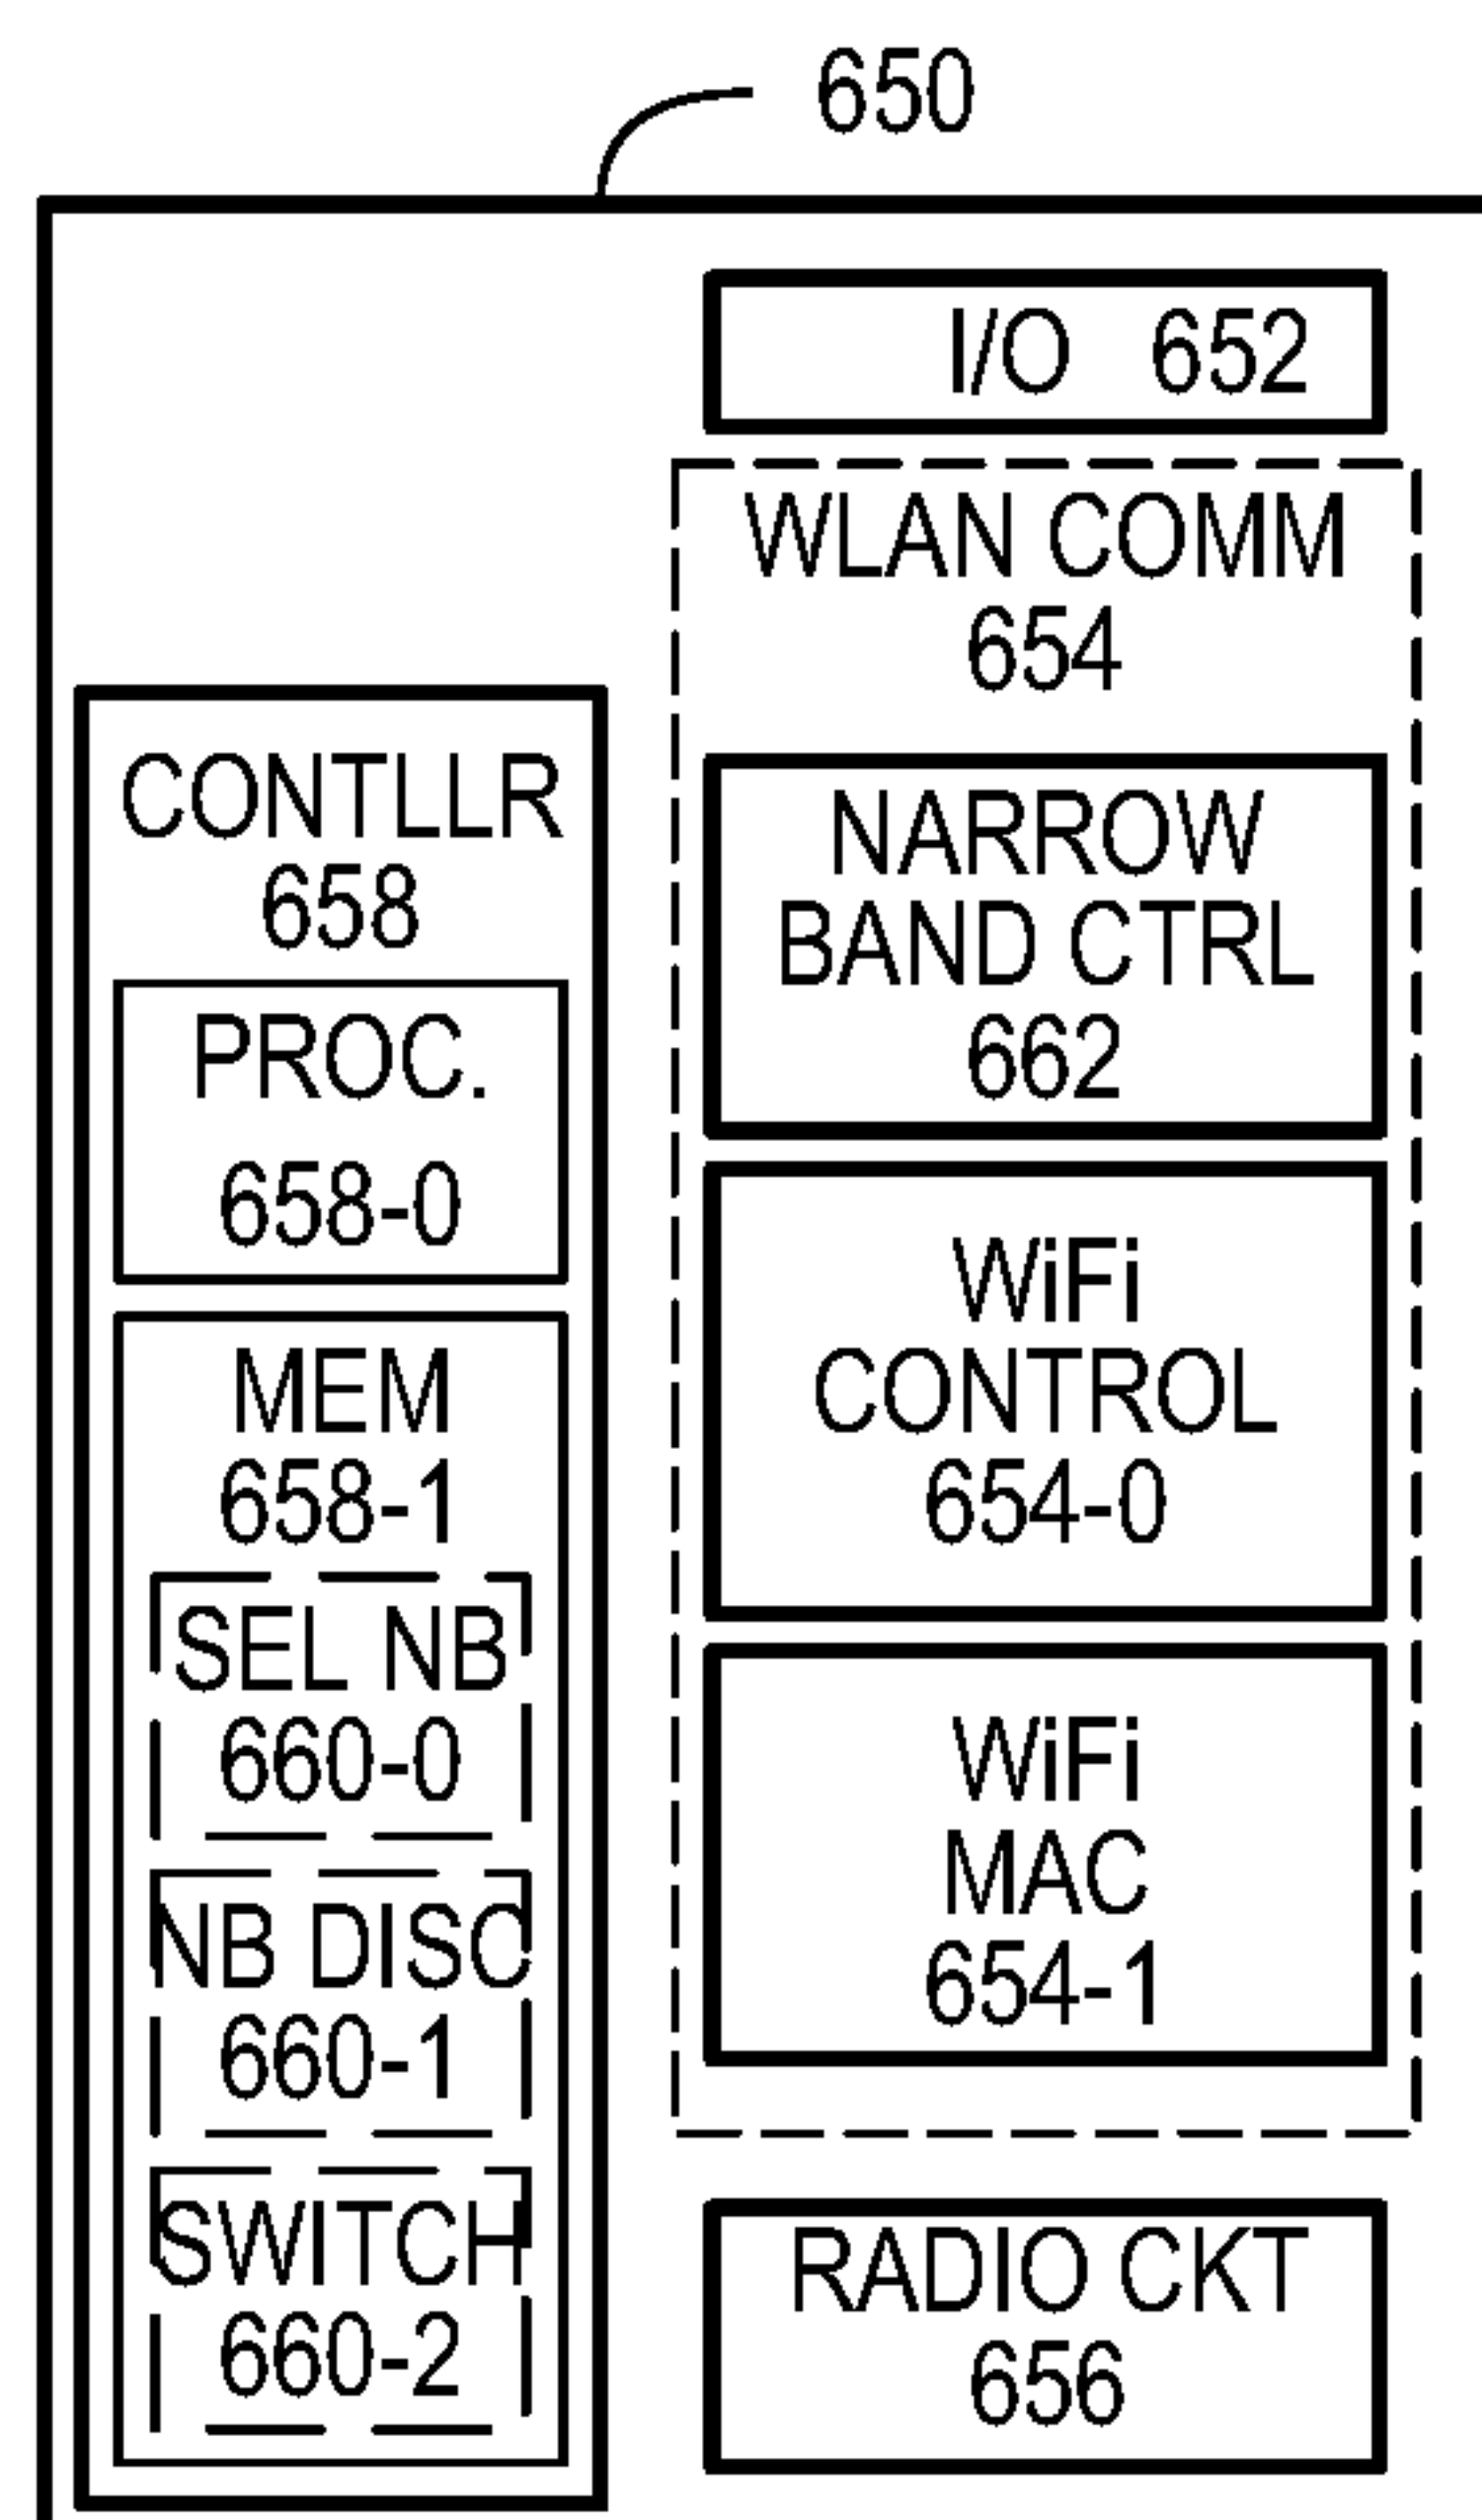 650
I/O 652
WLAN COMM
654
NARROW
BAND CTRL
662
WiFi
CONTROL
654-0
WiFi
MAC
654-1
RADIO CKT
656
CONTLLR
658
PROC.
658-0
MEM
658-1
SEL NB
660-0
NB DISC
660-1
SWITCH
660-2